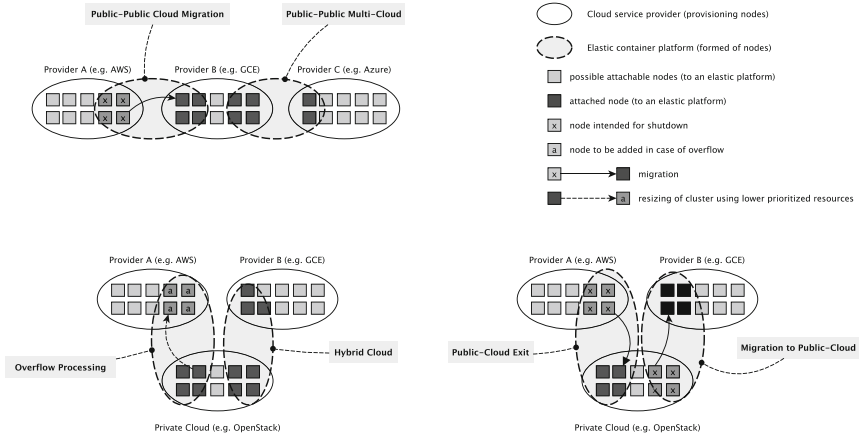 Public-Public Cloud Migration
Public-Public Multi-Cloud
Provider A (e.g. AWS)
Provider B (e.g. GCE)
Provider C (e.g. Azure)
x x
x x
Cloud service provider (provisioning nodes)
Elastic container platform (formed of nodes)
possible attachable nodes (to an elastic platform)
attached node (to an elastic platform)
x node intended for shutdown
a node to be added in case of overflow
x migration
a resizing of cluster using lower prioritized resources
Provider A (e.g. AWS)
Provider B (e.g. GCE)
a a
a a
Overflow Processing
Hybrid Cloud
Private Cloud (e.g. OpenStack)
Provider A (e.g. AWS)
Provider B (e.g. GCE)
x x
x x
Public-Cloud Exit
Migration to Public-Cloud
x x
x x
Private Cloud (e.g. OpenStack)